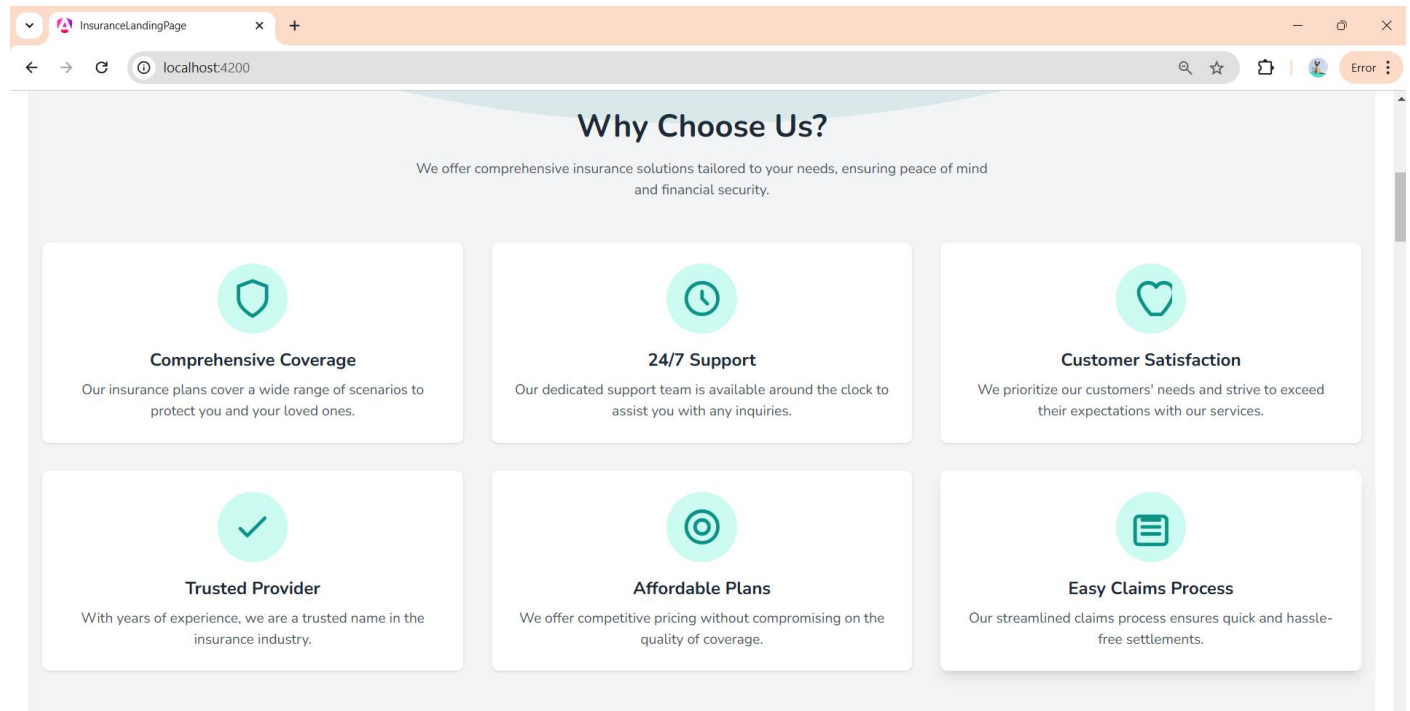 InsuranceLandingPage
localhost:4200
Error
Why Choose Us?
We offer comprehensive insurance solutions tailored to your needs, ensuring peace of mind
and financial security.
Comprehensive Coverage
Our insurance plans cover a wide range of scenarios to
protect you and your loved ones.
24/7 Support
Our dedicated support team is available around the clock to
assist you with any inquiries.
Customer Satisfaction
We prioritize our customers' needs and strive to exceed
their expectations with our services.
Trusted Provider
With years of experience, we are a trusted name in the
insurance industry.
Affordable Plans
We offer competitive pricing without compromising on the
quality of coverage.
Easy Claims Process
Our streamlined claims process ensures quick and hassle-
free settlements.